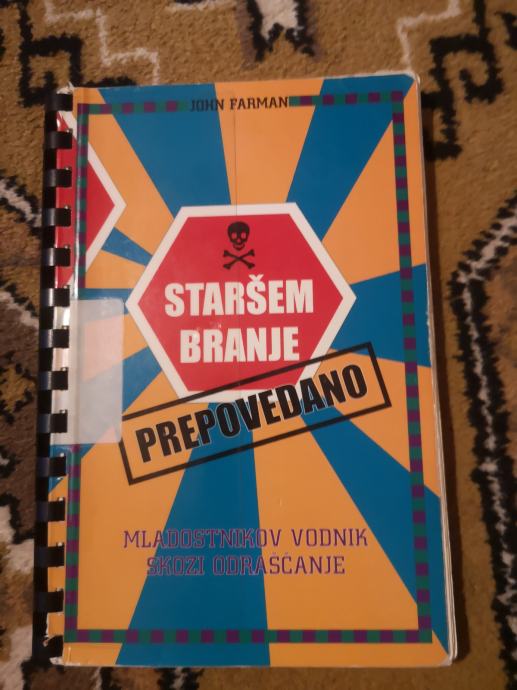 JOHN FARMAN
STARŠEM
BRANJE
PREPOVEDANO
MLADOSTNIKOV VODNIK
SKOZI ODRAŠČANJE